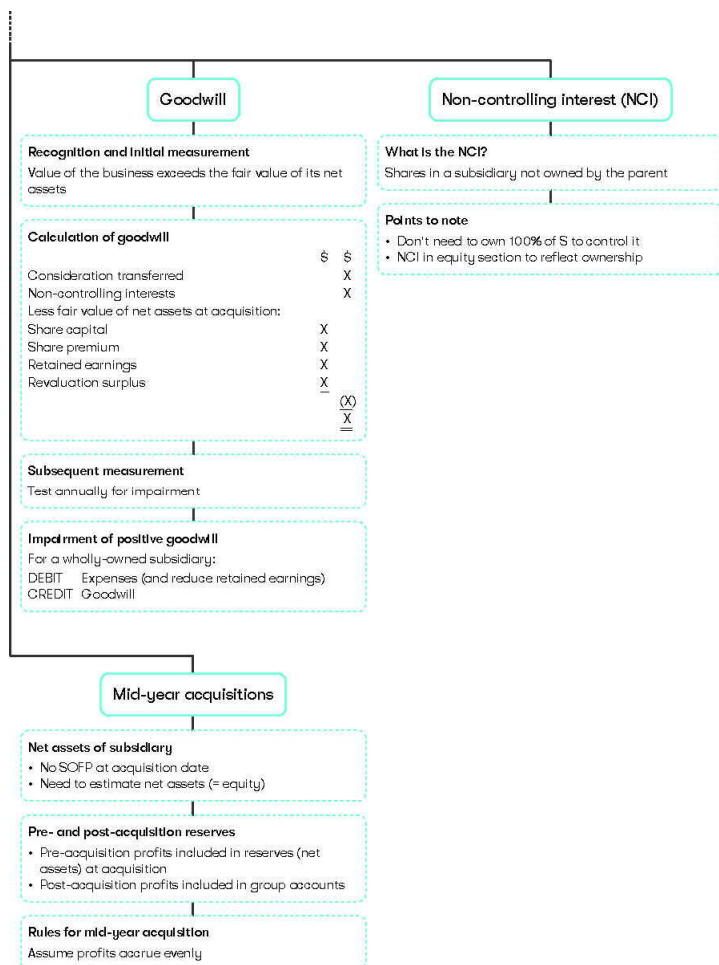 Goodwill
Recognition and initial measurement
Value of the business exceeds the fair value of its net
assets
Calculation of goodwill
$ $
Consideration transferred X
Non-controlling interests X
Less fair value of net assets at acquisition:
Share capital X
Share premium X
Retained earnings X
Revaluation surplus X
(X)
X
Subsequent measurement
Test annually for impairment
Impairment of positive goodwill
For a wholly-owned subsidiary:
DEBIT Expenses (and reduce retained earnings)
CREDIT Goodwill
Non-controlling interest (NCI)
What is the NCI?
Shares in a subsidiary not owned by the parent
Points to note
• Don't need to own 100% of S to control it
• NCI in equity section to reflect ownership
Mid-year acquisitions
Net assets of subsidiary
• No SOFP at acquisition date
• Need to estimate net assets (= equity)
Pre- and post-acquisition reserves
• Pre-acquisition profits included in reserves (net
assets) at acquisition
• Post-acquisition profits included in group accounts
Rules for mid-year acquisition
Assume profits accrue evenly